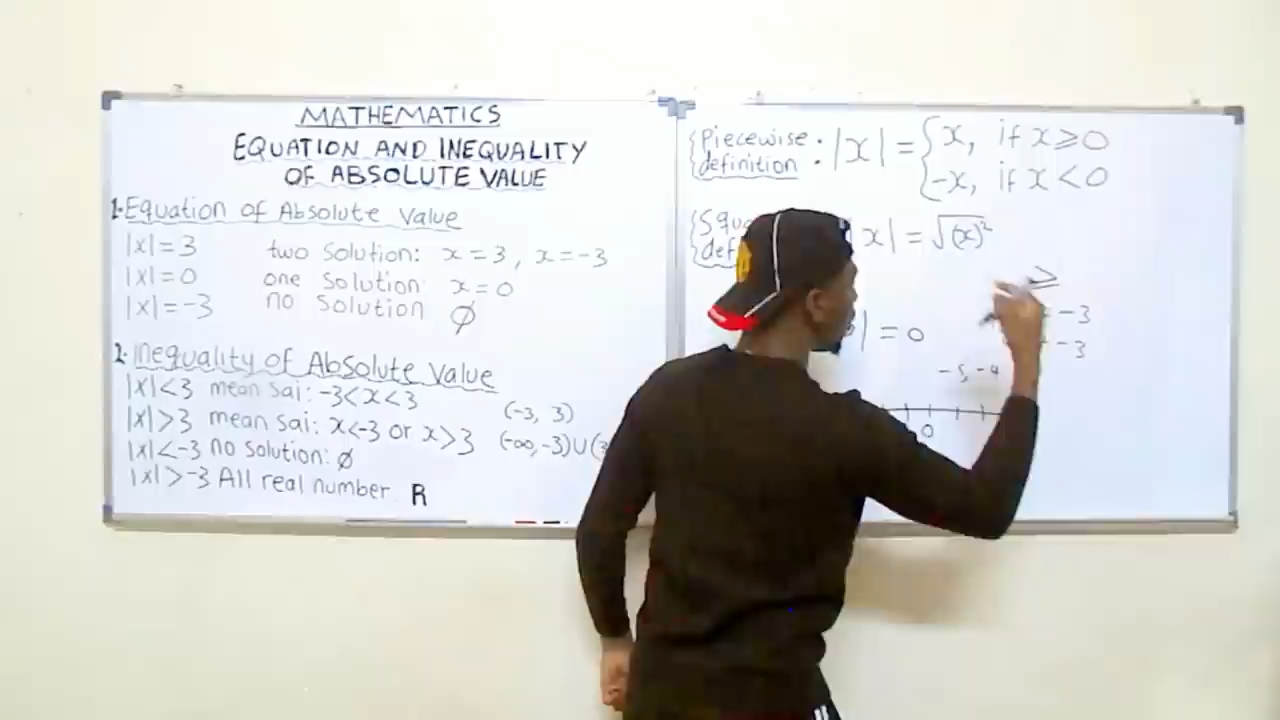 MATHEMATICS
EQUATION AND INEQUALITY
OF ABSOLUTE VALUE
1. Equation of Absolute Value
|x|=3 two solution: x=3, x=-3
|x|=0 one solution x=0
|x|=-3 no solution ∅
2. Inequality of Absolute Value
|x|<3 mean sai: -3<x<3 (-3, 3)
|x|>3 mean sai: x<-3 or x>3 (-∞,-3)∪(3
|x|<-3 no solution: ∅
|x|>-3 All real number R
Piecewise
definition : |x| = { x, if x≥0
-x, if x<0
x| = √(x)²
≥
| = 0
-3
-3
-5, -4
0